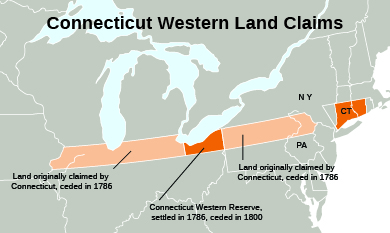 Connecticut Western Land Claims
N Y
CT
PA
Land originally claimed by
Connecticut, ceded in 1786
Land originally claimed by
Connecticut, ceded in 1786
Connecticut Western Reserve,
settled in 1786, ceded in 1800